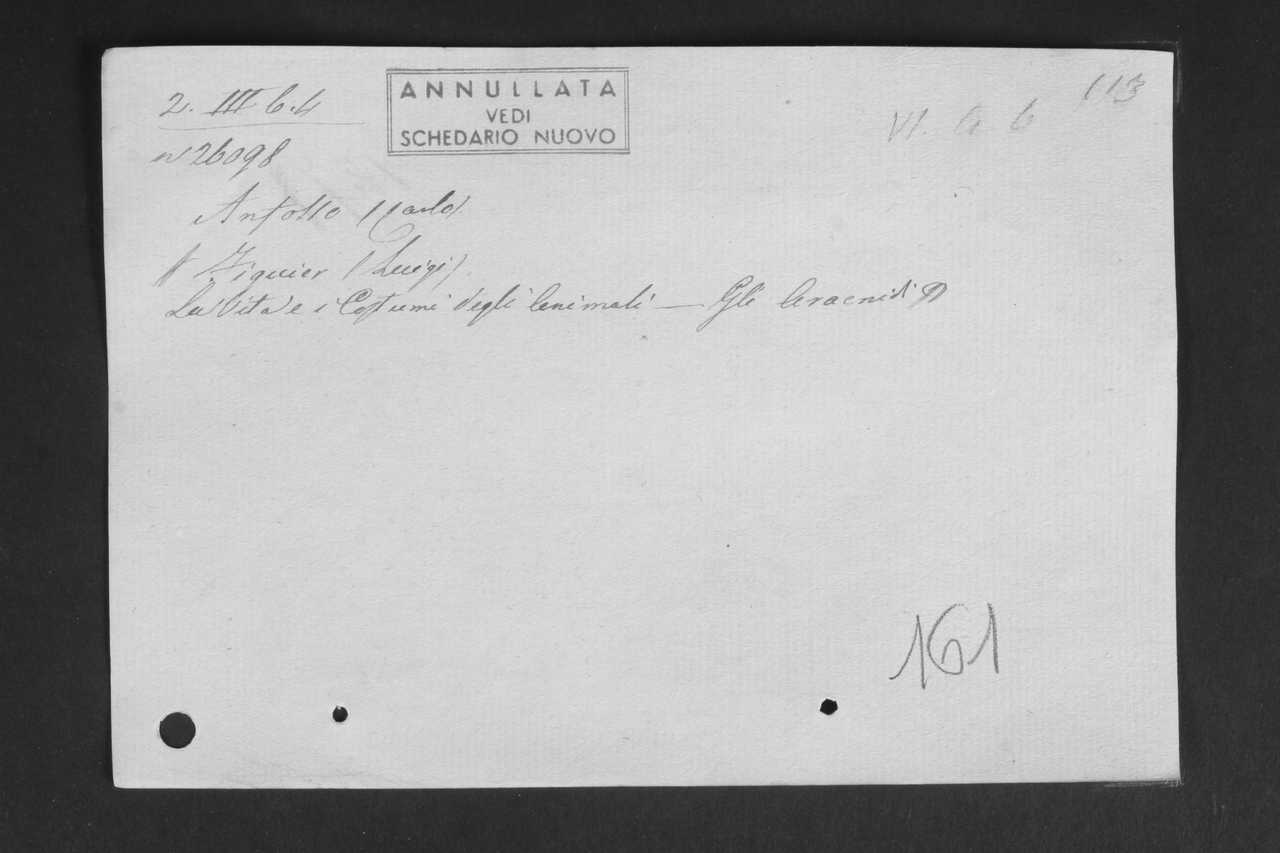 2. III b. 4
ANNULLATA
VEDI
SCHEDARIO NUOVO
VI. G. 6
113
n° 26098
Anfosso (Carlo)
Figuier (Luigi)
La Vita e i Costumi degli Animali — Gli Aracnidi
161